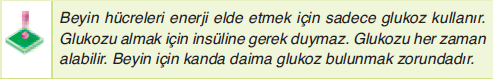 Beyin hücreleri enerji elde etmek için sadece glukoz kullanır.
Glukozu almak için insüline gerek duymaz. Glukozu her zaman
alabilir. Beyin için kanda daima glukoz bulunmak zorundadır.